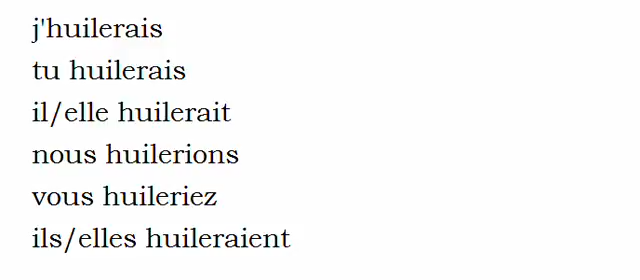 j'huilerais
tu huilerais
il/elle huilerait
nous huilerions
vous huileriez
ils/elles huileraient